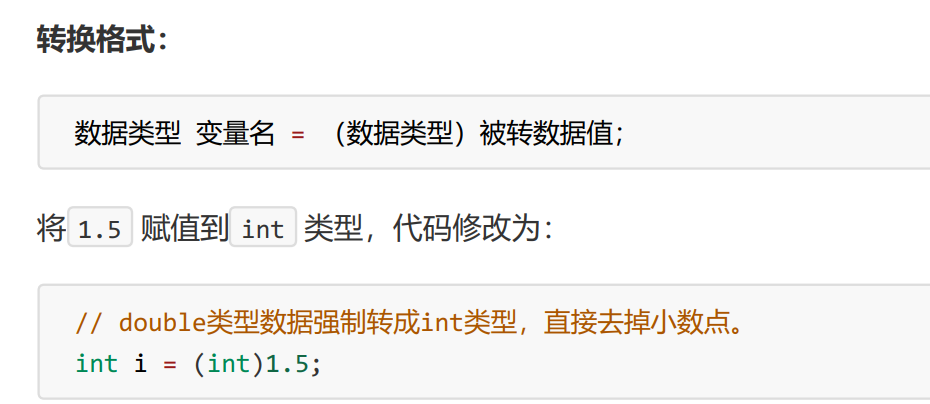 转换格式：
数据类型 变量名 = （数据类型）被转数据值;
将 1.5 赋值到 int 类型，代码修改为：
// double类型数据强制转成int类型，直接去掉小数点。
int i = (int)1.5;